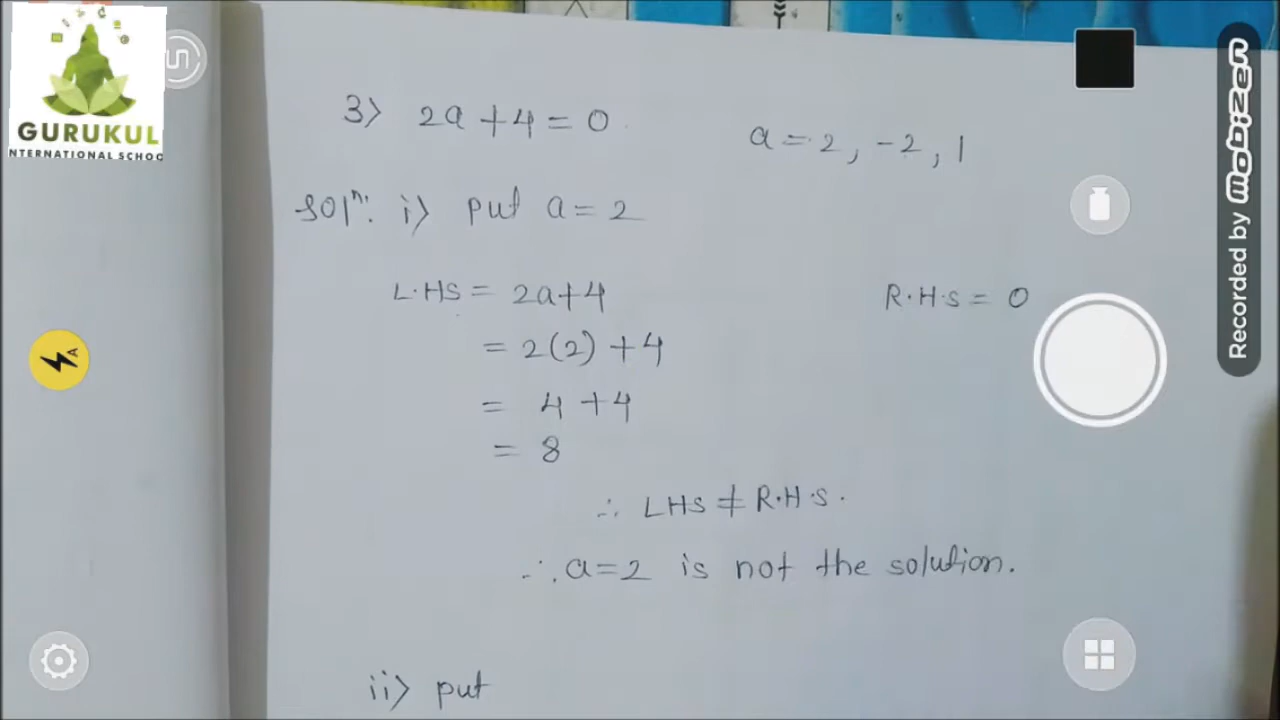 GURUKUL
NTERNATIONAL SCHOO
3) 2a + 4 = 0
a = 2, -2, 1
Solⁿ: i) put a = 2
L.HS = 2a+4
R.H.S = 0
= 2(2) + 4
= 4 + 4
= 8
∴ LHS ≠ R.H.S.
∴ a=2 is not the solution.
ii) put
Recorded by mobizen